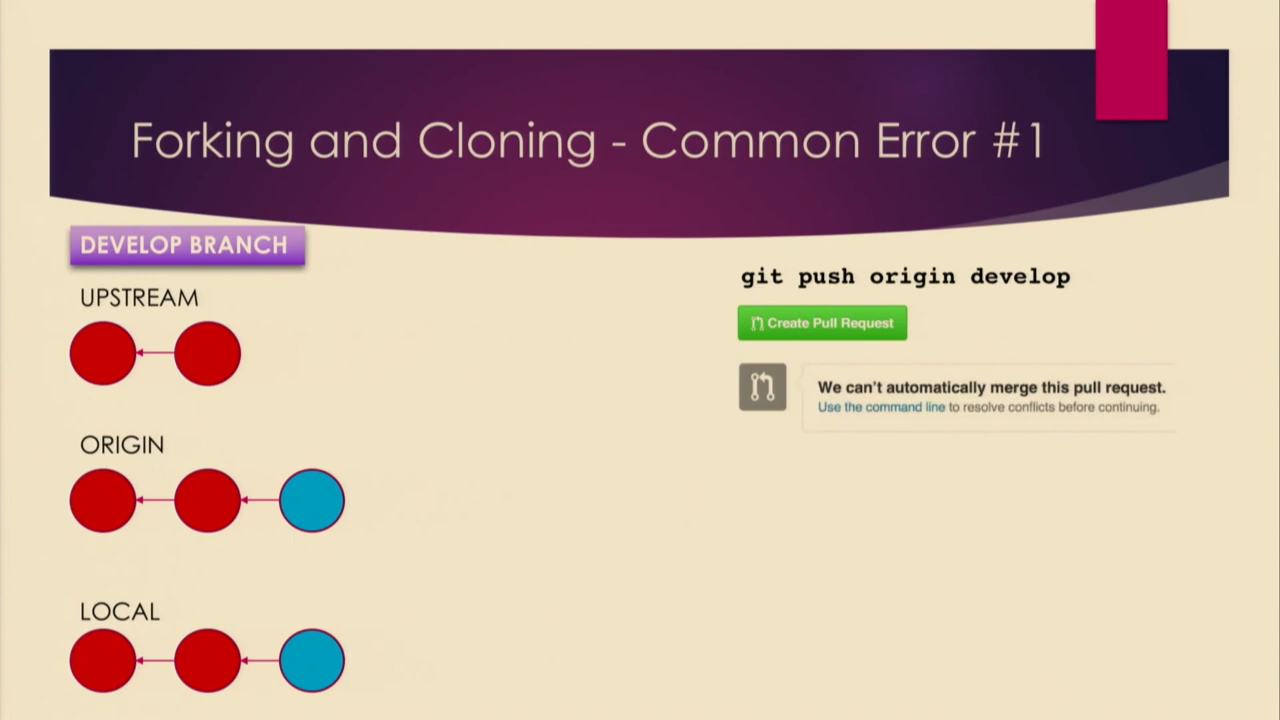 Forking and Cloning - Common Error #1
DEVELOP BRANCH
UPSTREAM
ORIGIN
LOCAL
git push origin develop
Create Pull Request
We can't automatically merge this pull request.
Use the command line to resolve conflicts before continuing.